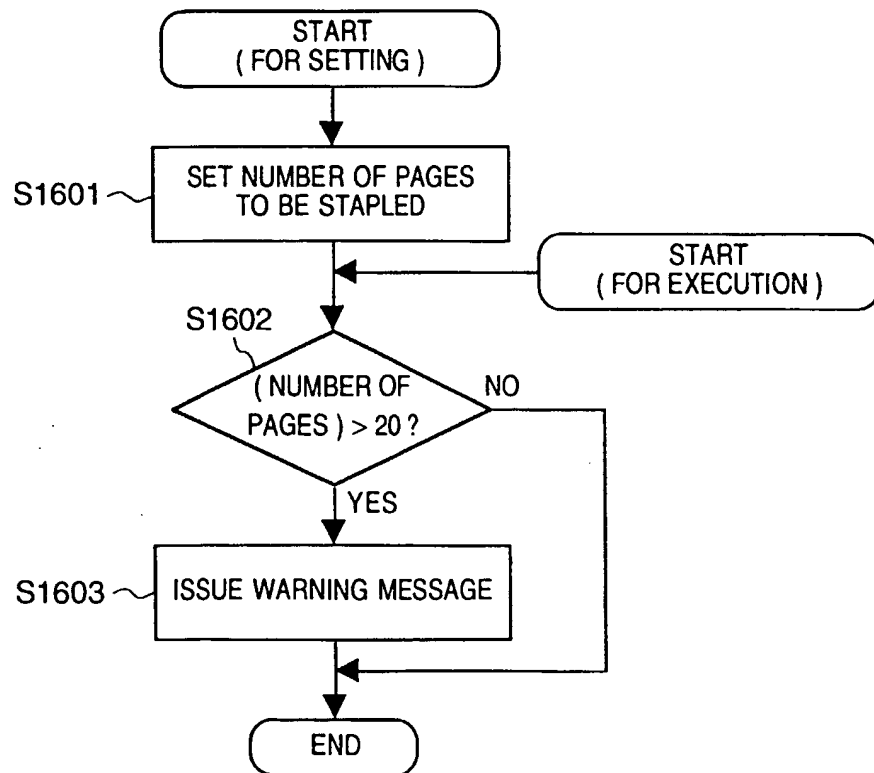 START
( FOR SETTING )
S1601
SET NUMBER OF PAGES
TO BE STAPLED
START
( FOR EXECUTION )
S1602
( NUMBER OF
PAGES ) > 20 ?
NO
YES
S1603
ISSUE WARNING MESSAGE
END